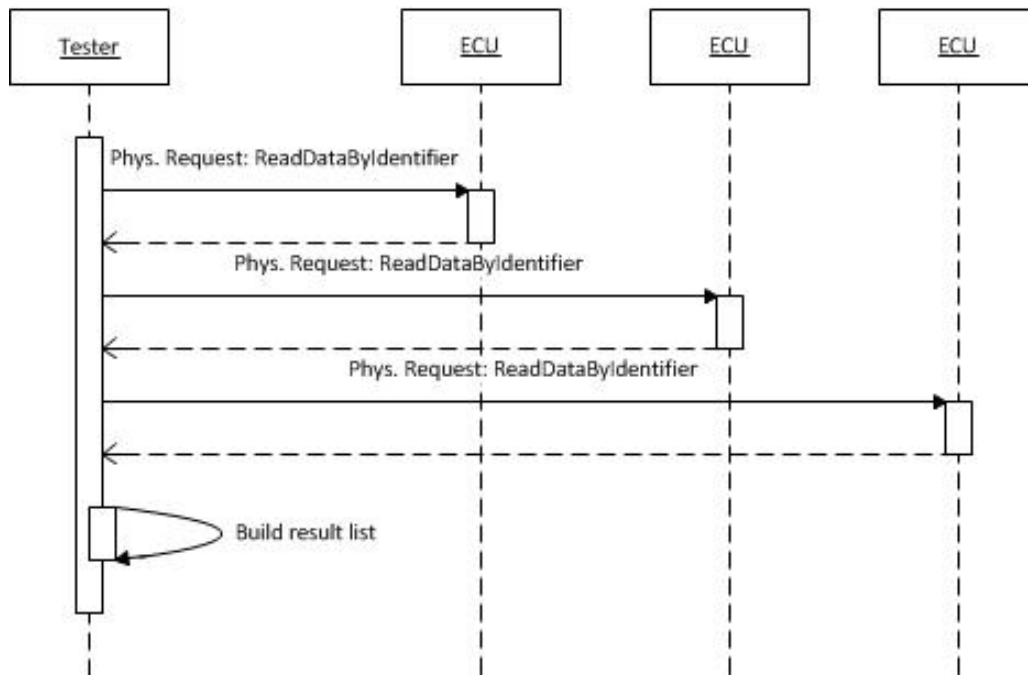 Tester
ECU
ECU
ECU
Phys. Request: ReadDataByIdentifier
Phys. Request: ReadDataByIdentifier
Phys. Request: ReadDataByIdentifier
Build result list